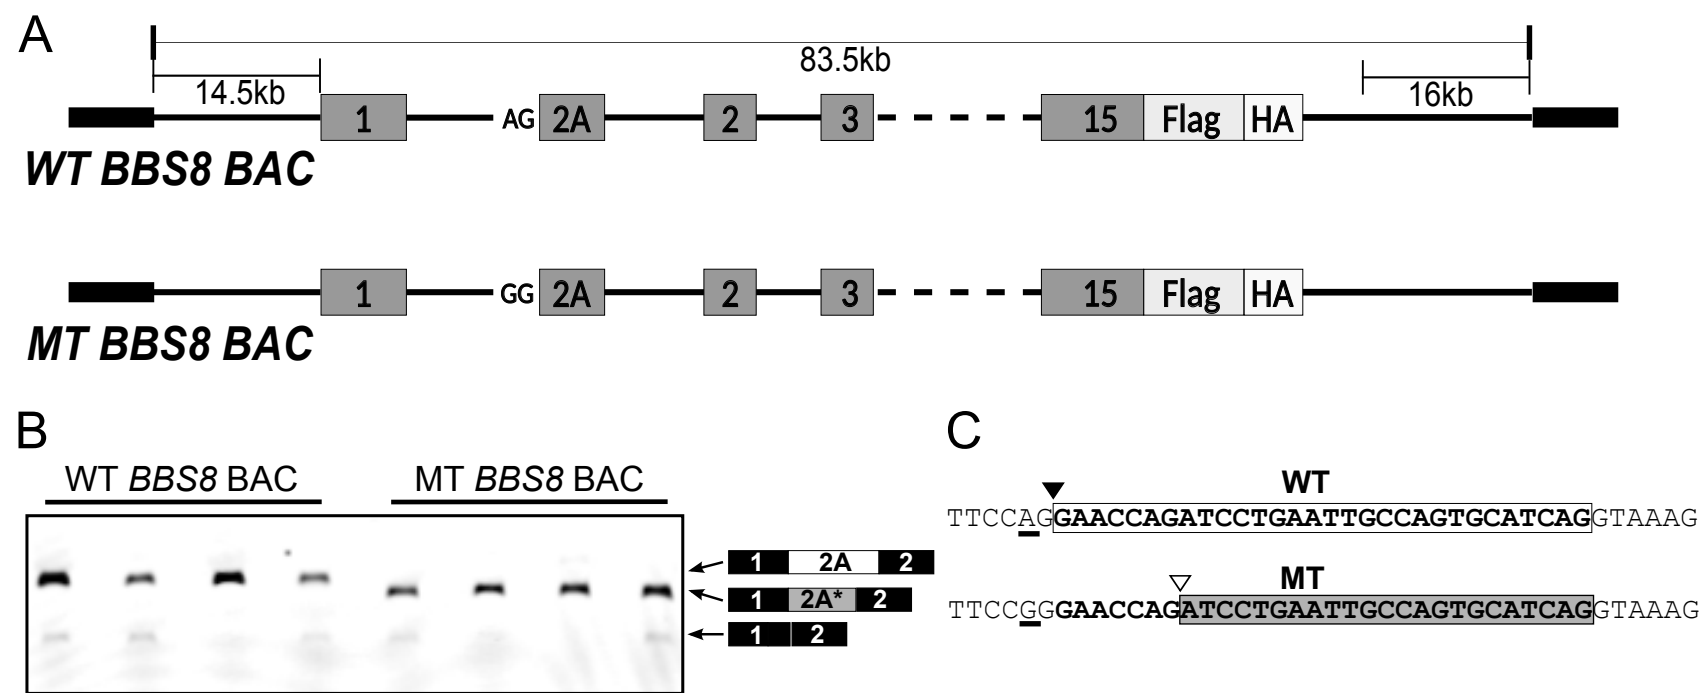 A
83.5kb
14.5kb
16kb
1 AG 2A 2 3 15 Flag HA
WT BBS8 BAC
1 GG 2A 2 3 15 Flag HA
MT BBS8 BAC
B
WT BBS8 BAC MT BBS8 BAC
1 2A 2
1 2A* 2
1 2
C
WT
TTCCAGGAACCAGATCCTGAATTGCCAGTGCATCAGGTAAAG
MT
TTCCGGGAACCAGATCCTGAATTGCCAGTGCATCAGGTAAAG